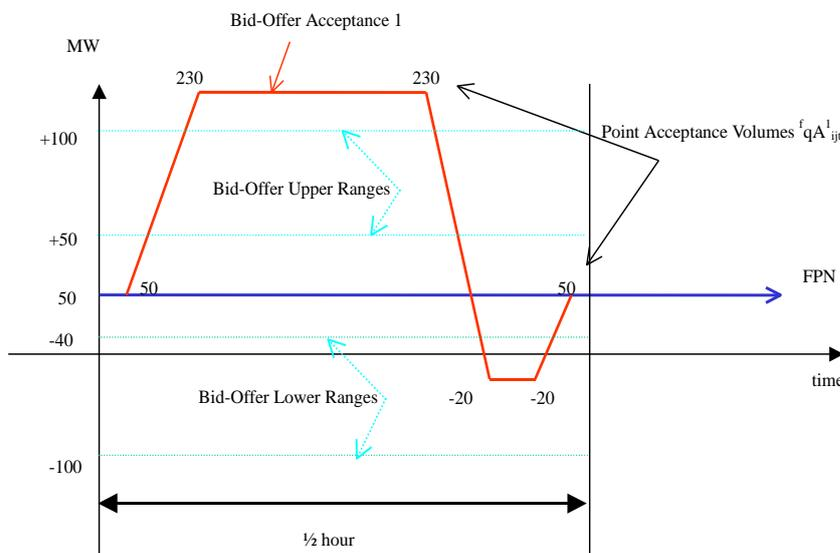 Bid-Offer Acceptance 1
MW
230 230
+100
Point Acceptance Volumes ᶠqA¹ᵢⱼₜ
Bid-Offer Upper Ranges
+50
FPN
50 50
50
-40
time
Bid-Offer Lower Ranges -20 -20
-100
½ hour